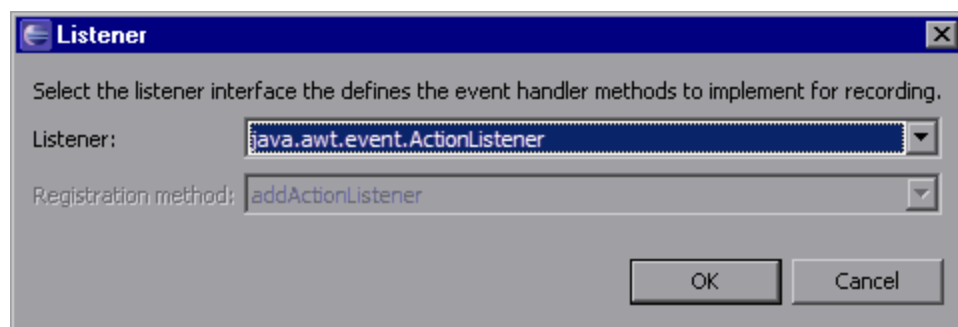 Listener
Select the listener interface the defines the event handler methods to implement for recording.
Listener: java.awt.event.ActionListener
Registration method: addActionListener
OK Cancel